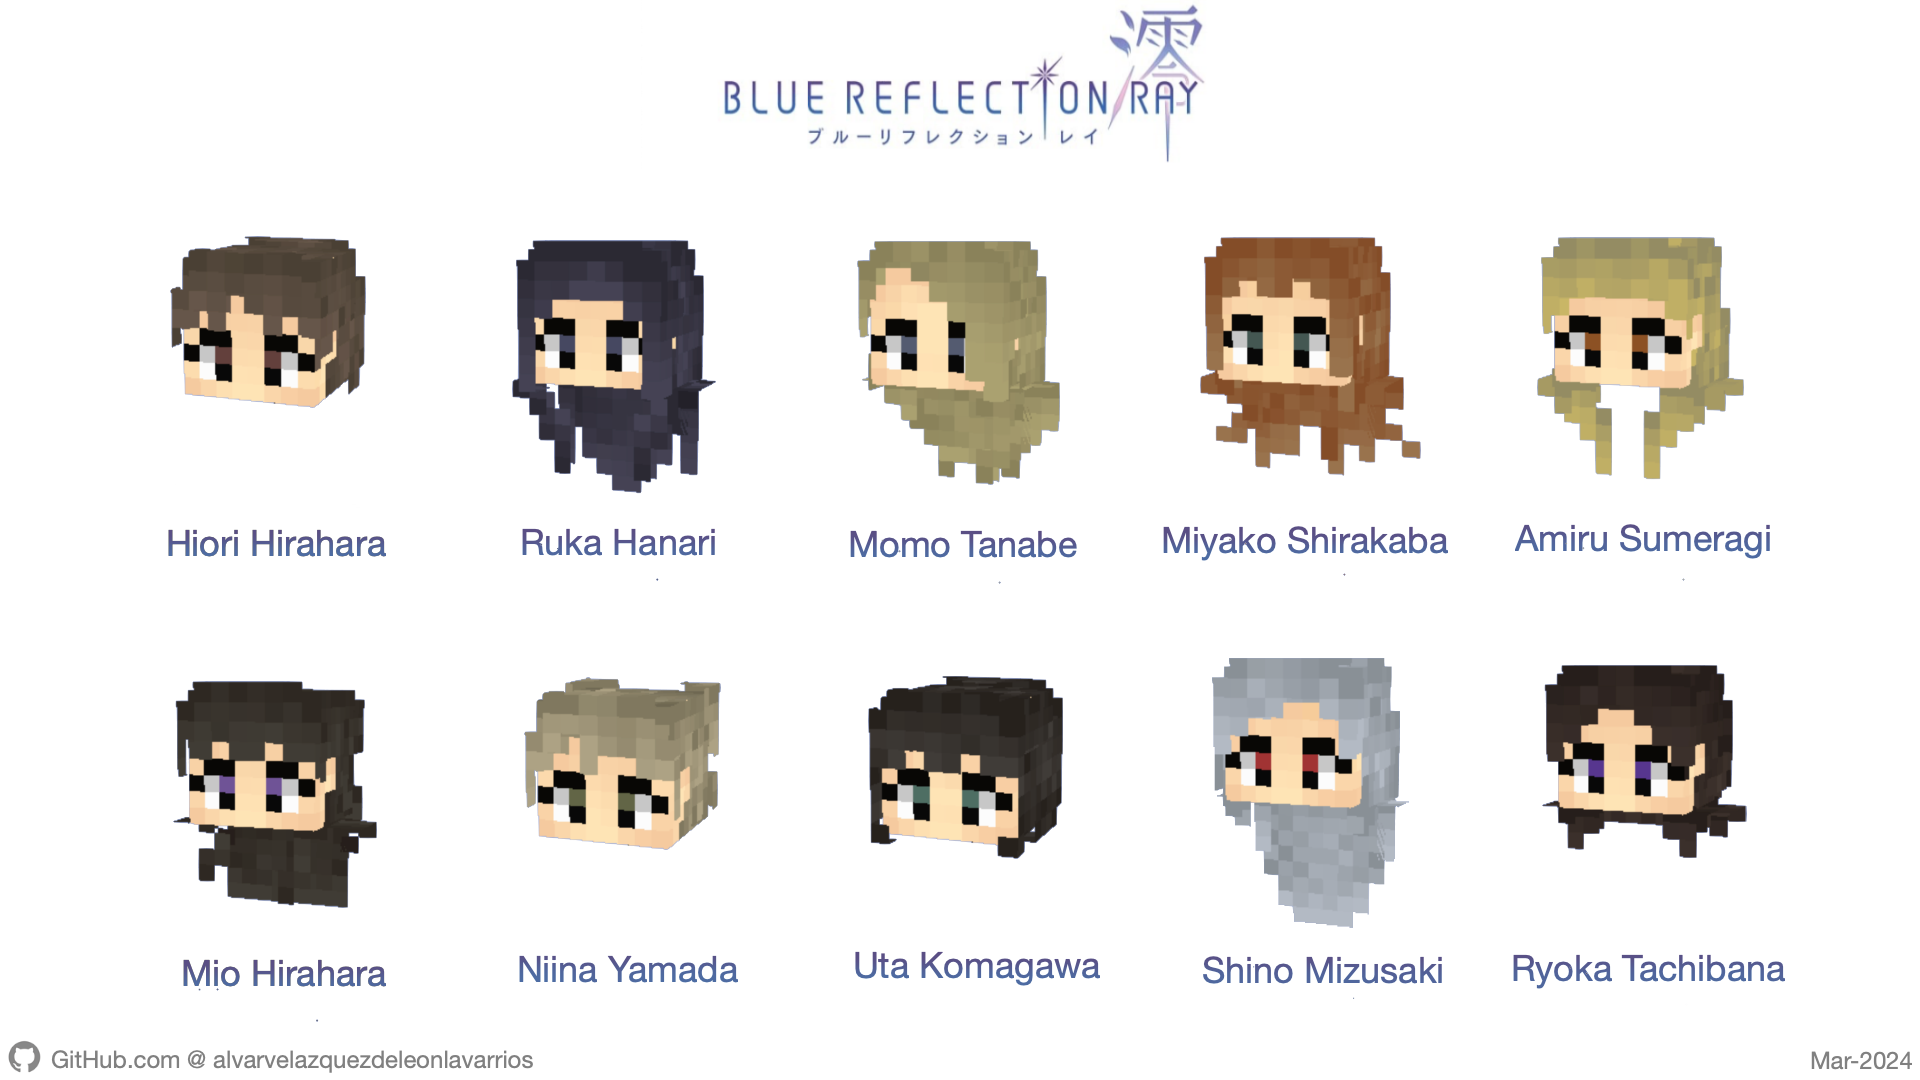 澪
BLUE REFLECTION RAY
ブルーリフレクション レイ
Hiori Hirahara
Ruka Hanari
Momo Tanabe
Miyako Shirakaba
Amiru Sumeragi
Mio Hirahara
Niina Yamada
Uta Komagawa
Shino Mizusaki
Ryoka Tachibana
GitHub.com @ alvarvelazquezdeleonlavarrios
Mar-2024